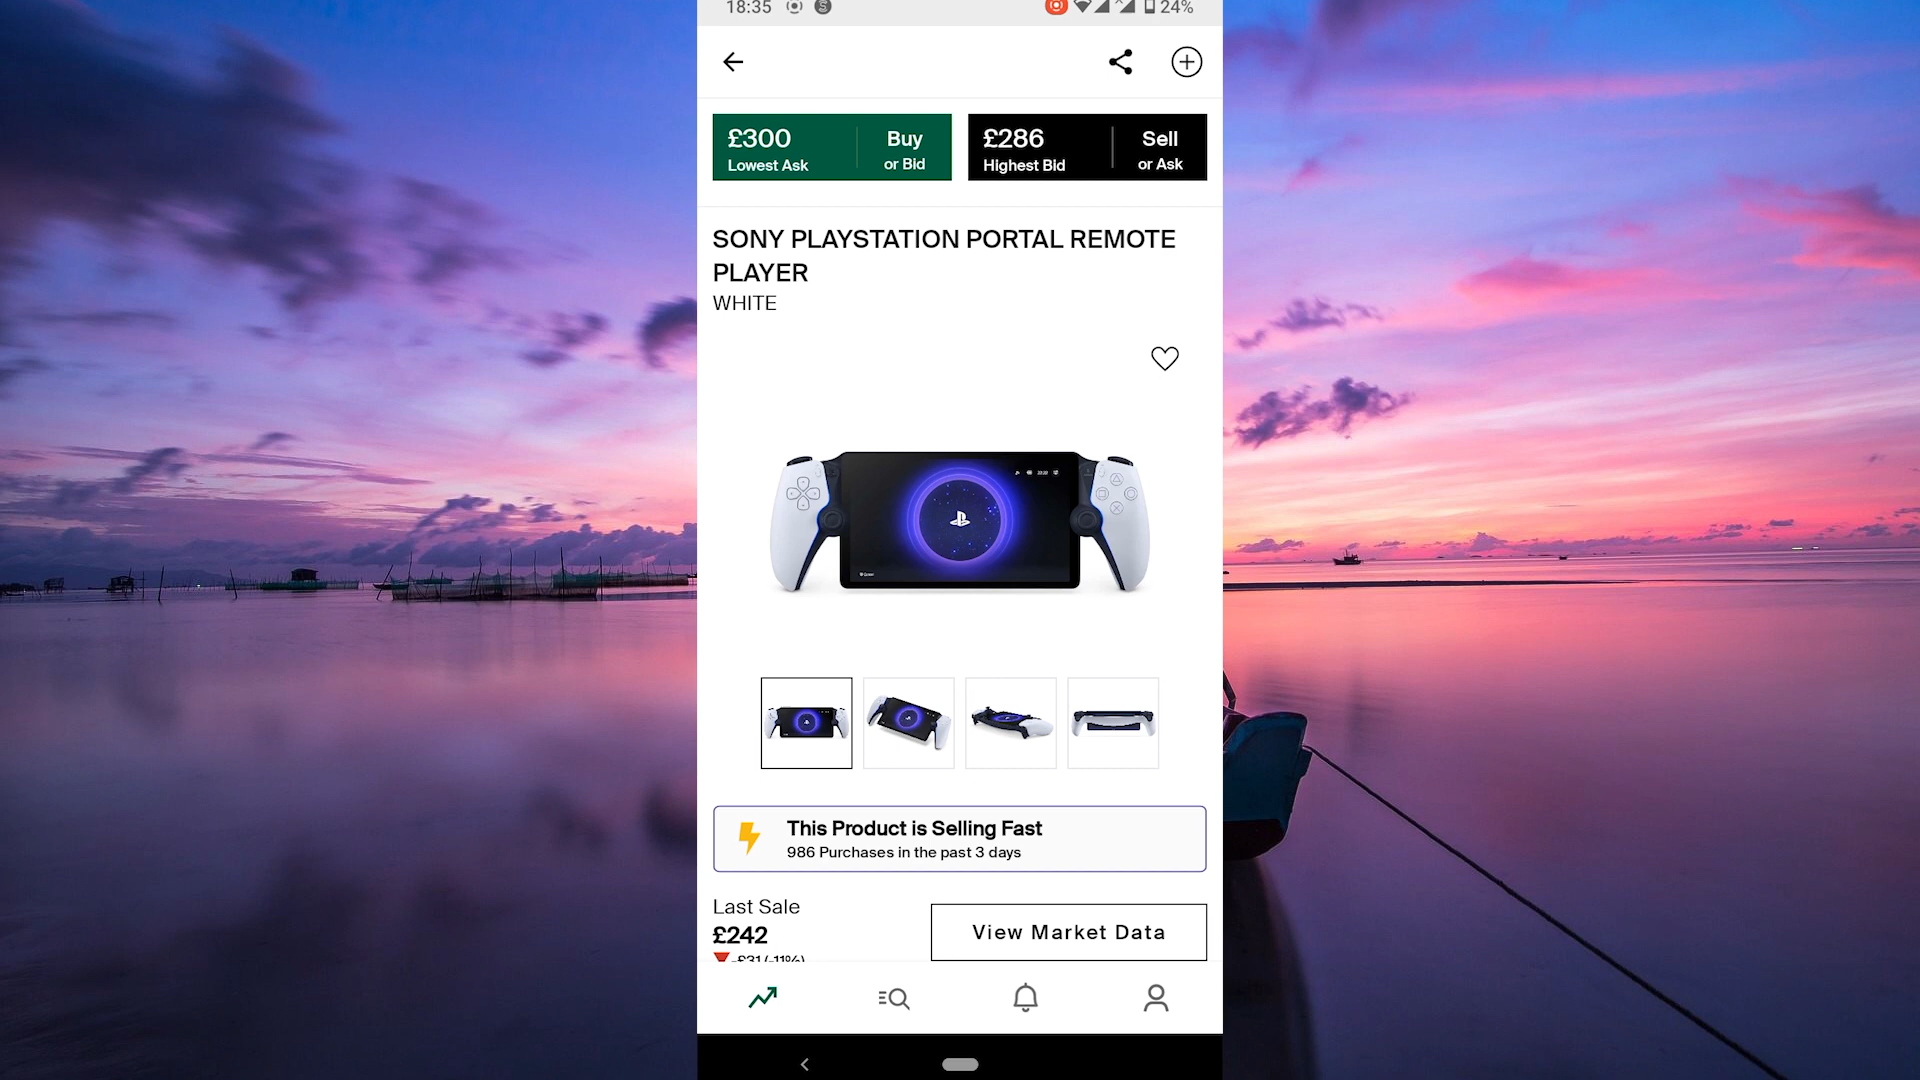 18:35
24%
£300
Lowest Ask
Buy
or Bid
£286
Highest Bid
Sell
or Ask
SONY PLAYSTATION PORTAL REMOTE
PLAYER
WHITE
This Product is Selling Fast
986 Purchases in the past 3 days
Last Sale
£242
-£31 (-11%)
View Market Data